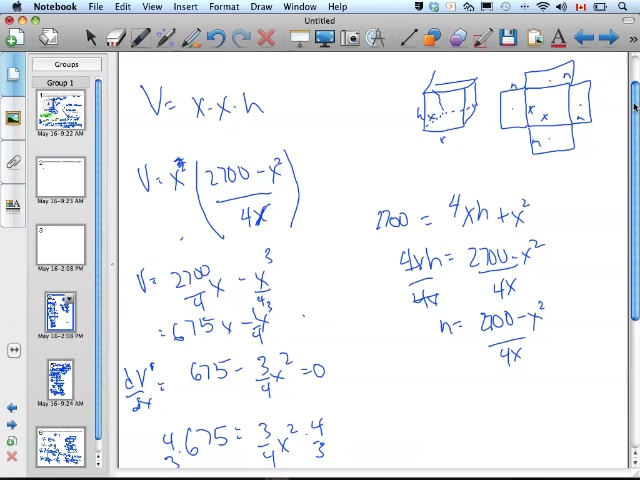 Notebook File Edit View Insert Format Draw Window Help
Untitled
Groups
Group 1
May 16–9:22 AM
May 16–9:23 AM
May 16–2:08 PM
May 16–2:08 PM
May 16–9:24 AM
V = x · x · h
V = x² (2700 – x² / 4x)
V = 2700/4 x – x³/4
= 675x – x³/4
dV/dx = 675 – 3/4 x² = 0
4/3 · 675 = 3/4 x² · 4/3
h
x
x
h
h
x
x
h
h
2700 = 4xh + x²
4xh / 4x = 2700 – x² / 4x
h = 2700 – x² / 4x